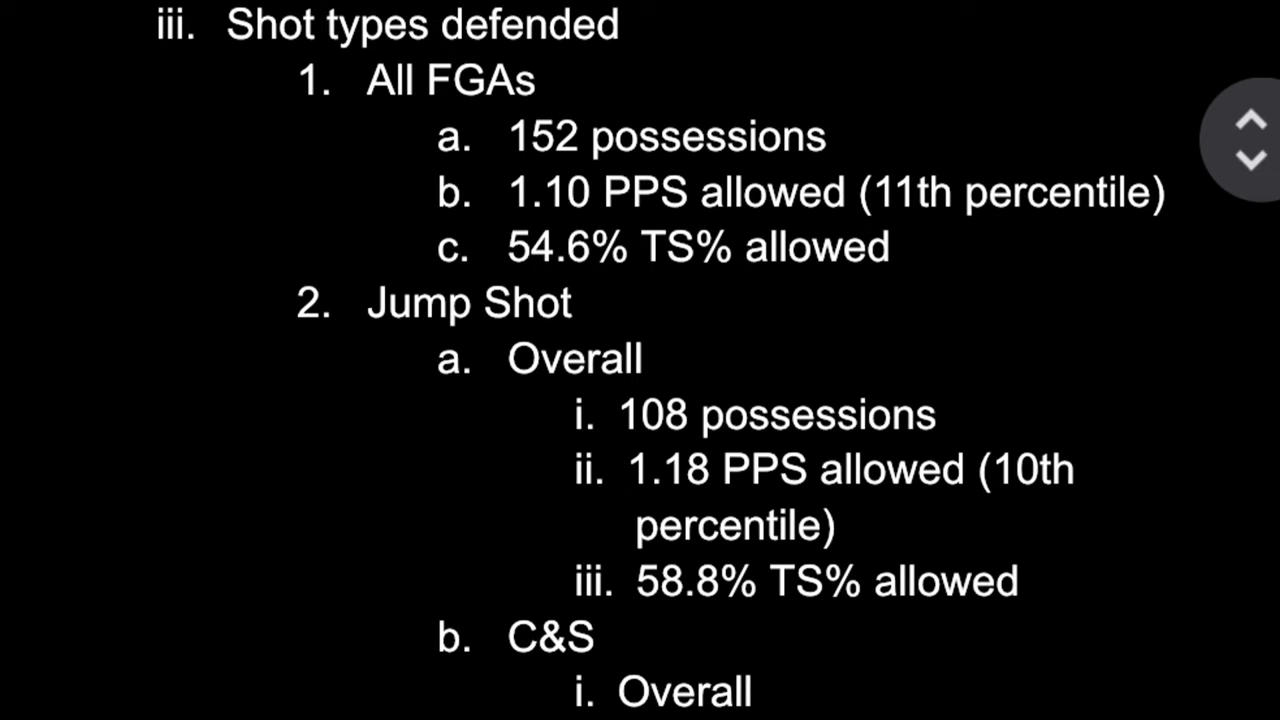 iii. Shot types defended
1. All FGAs
a. 152 possessions
b. 1.10 PPS allowed (11th percentile)
c. 54.6% TS% allowed
2. Jump Shot
a. Overall
i. 108 possessions
ii. 1.18 PPS allowed (10th
percentile)
iii. 58.8% TS% allowed
b. C&S
i. Overall